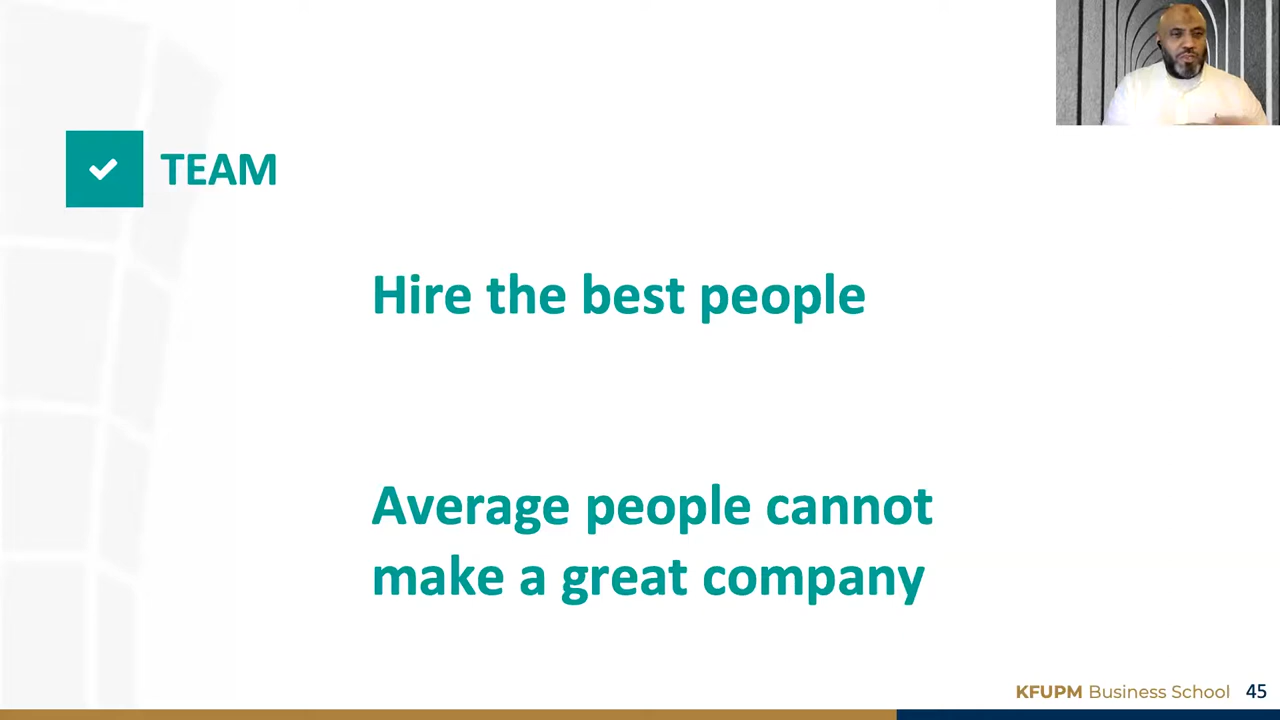 TEAM
Hire the best people
Average people cannot
make a great company
KFUPM Business School 45